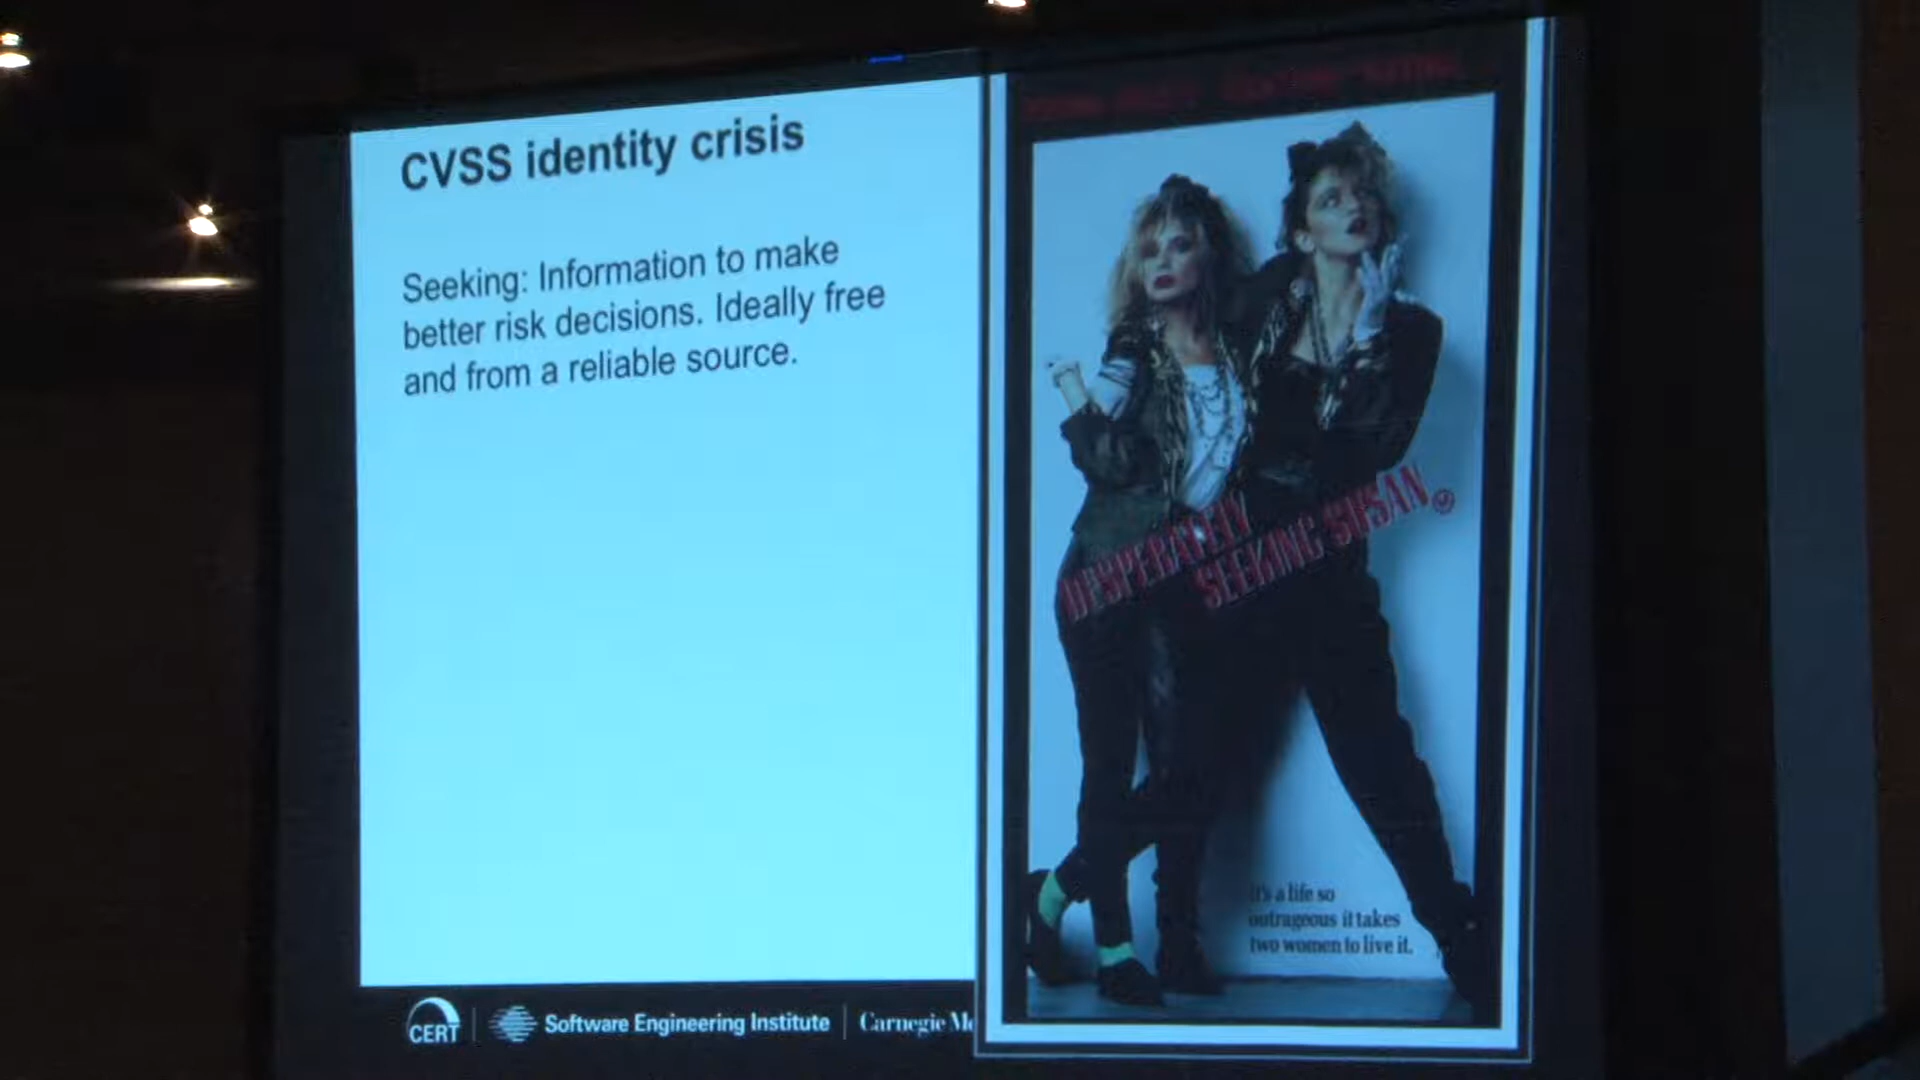 CVSS identity crisis
Seeking: Information to make
better risk decisions. Ideally free
and from a reliable source.
DESPERATELY
SEEKING SUSAN
It's a life so
outrageous it takes
two women to live it.
CERT
Software Engineering Institute
Carnegie